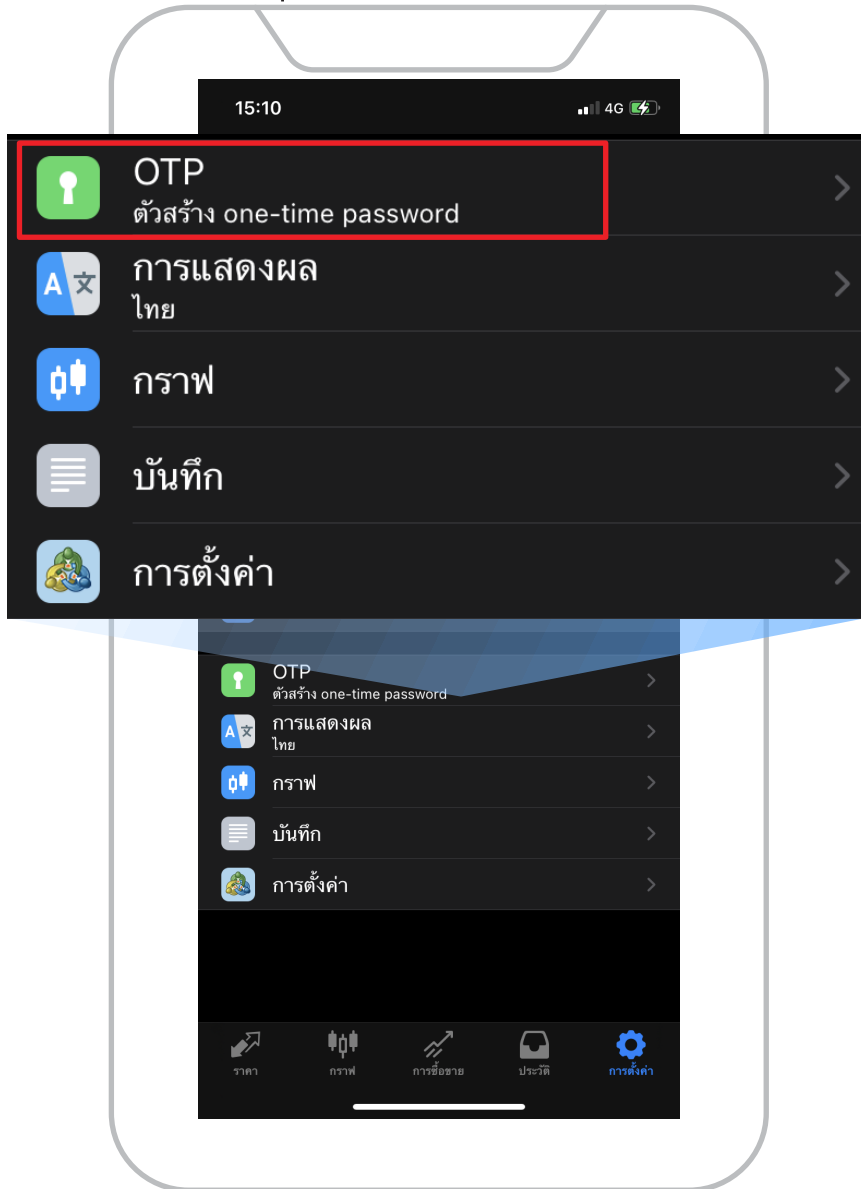 15:10
4G
OTP
ตัวสร้าง one-time password
A 文
การแสดงผล
ไทย
กราฟ
บันทึก
การตั้งค่า
OTP
ตัวสร้าง one-time password
A 文
การแสดงผล
ไทย
กราฟ
บันทึก
การตั้งค่า
ราคา กราฟ การซื้อขาย ประวัติ การตั้งค่า